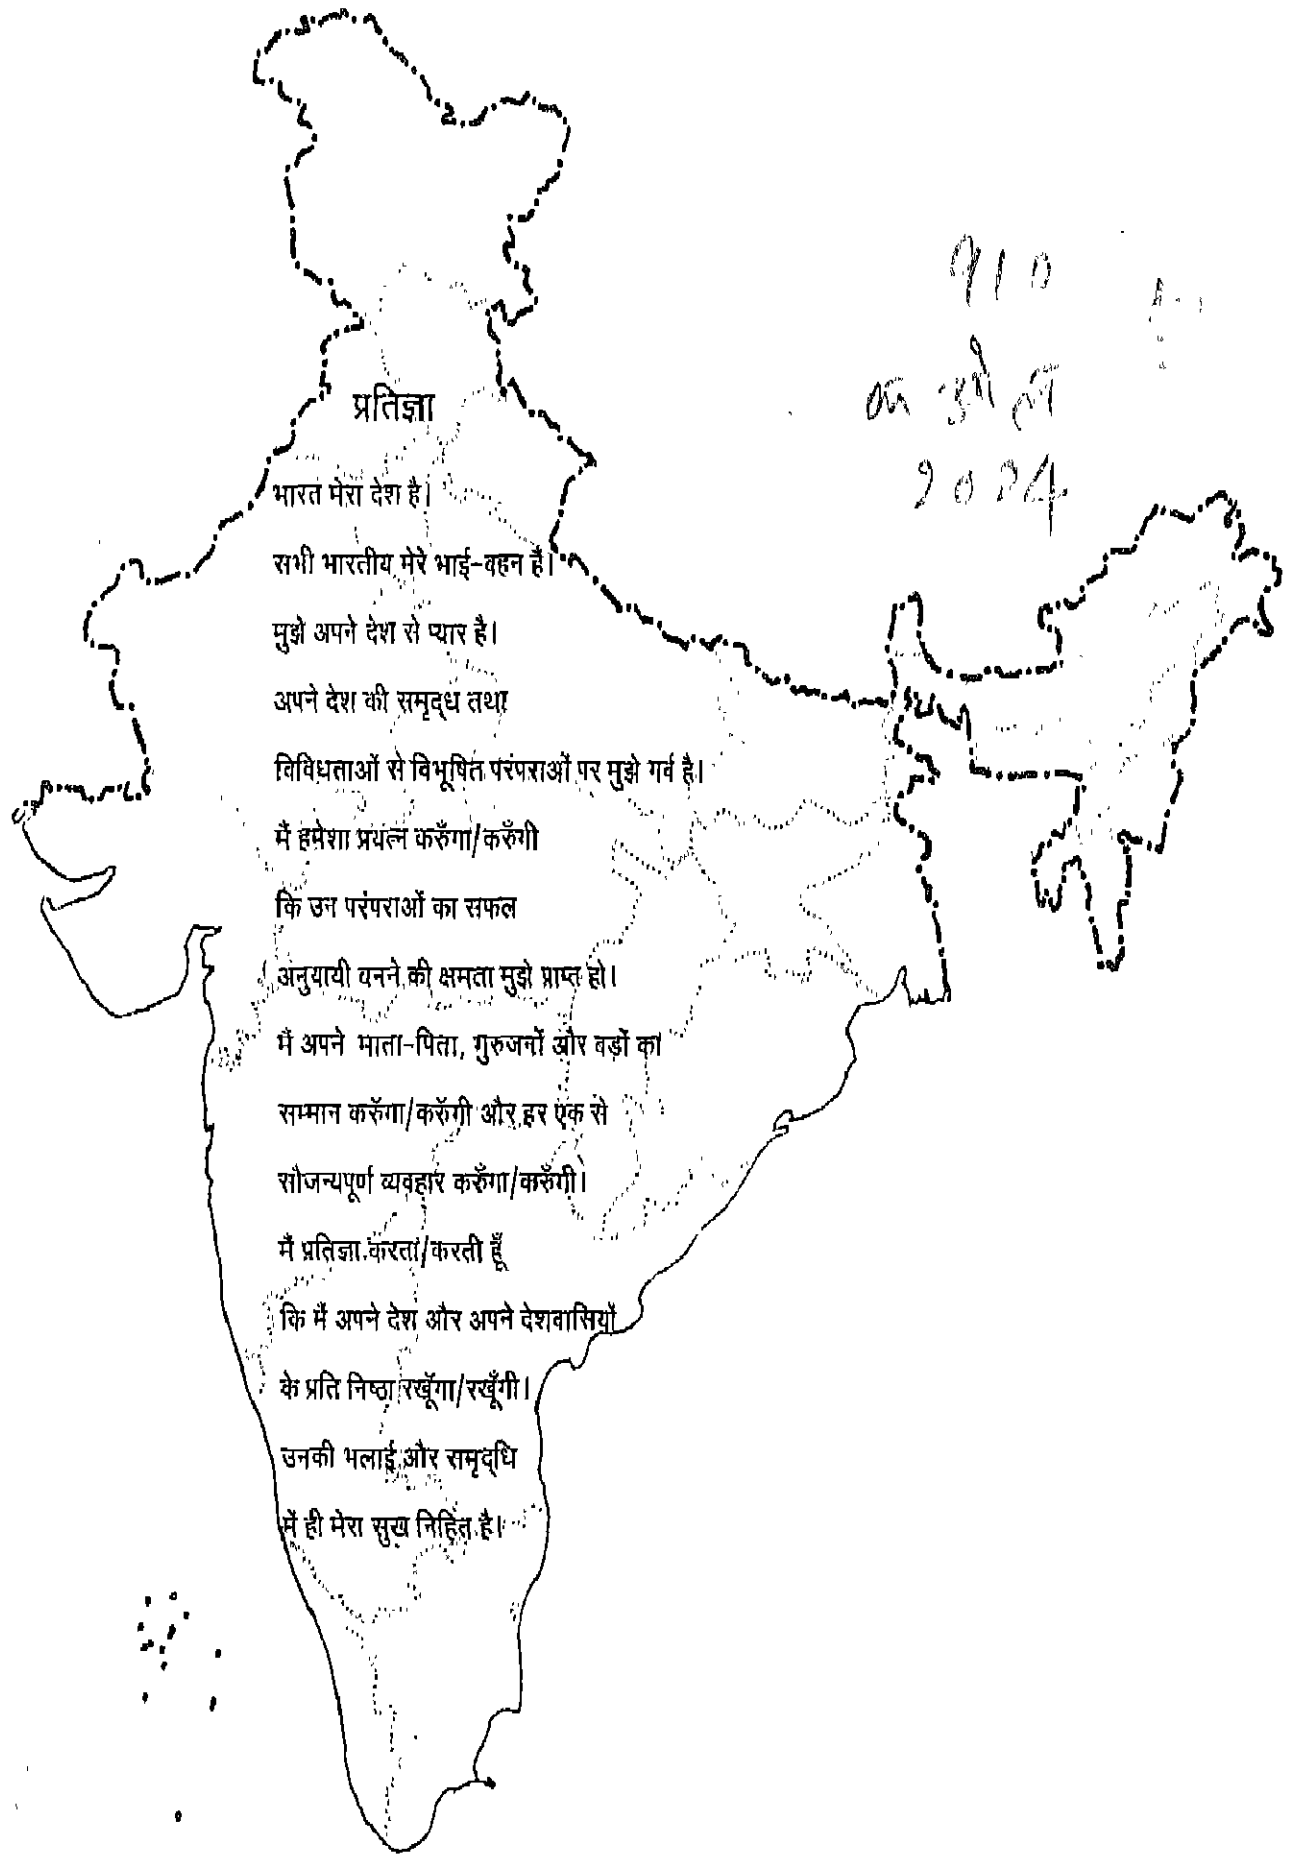 प्रतिज्ञा
भारत मेरा देश है।
सभी भारतीय मेरे भाई-बहन हैं।
मुझे अपने देश से प्यार है।
अपने देश की समृद्ध तथा
विविधताओं से विभूषित परंपराओं पर मुझे गर्व है।
मैं हमेशा प्रयत्न करुँगा/करुँगी
कि उन परंपराओं का सफल
अनुयायी बनने की क्षमता मुझे प्राप्त हो।
मैं अपने माता-पिता, गुरुजनों और बड़ों का
सम्मान करुँगा/करुँगी और हर एक से
सौजन्यपूर्ण व्यवहार करुँगा/करुँगी।
मैं प्रतिज्ञा करता/करती हूँ
कि मैं अपने देश और अपने देशवासियों
के प्रति निष्ठा रखूँगा/रखूँगी।
उनकी भलाई और समृद्धि
में ही मेरा सुख निहित है।